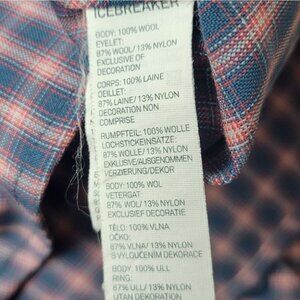 ICEBREAKER
BODY: 100% WOOL
EYELET:
87% WOOL/ 13% NYLON
EXCLUSIVE OF
DECORATION
CORPS: 100% LAINE
OEILLET:
87% LAINE/ 13% NYLON
DECORATION NON
COMPRISE
RUMPFTEIL: 100% WOLLE
LOCHSTICKEINSÄTZE:
87% WOLLE/ 13% NYLON
EXKLUSIVE/AUSGENOMMEN
VERZIERUNG/DEKOR
BODY: 100% WOL
VETERGAT:
87% WOL/ 13% NYLON
EXCLUSIEF DECORATIE
TĚLO: 100% VLNA
OČKO:
87% VLNA/ 13% NYLON
S VYLOUČENÍM DEKORACE
BODY: 100% ULL
RING:
87% ULL/ 13% NYLON
UTAN DEKORATION